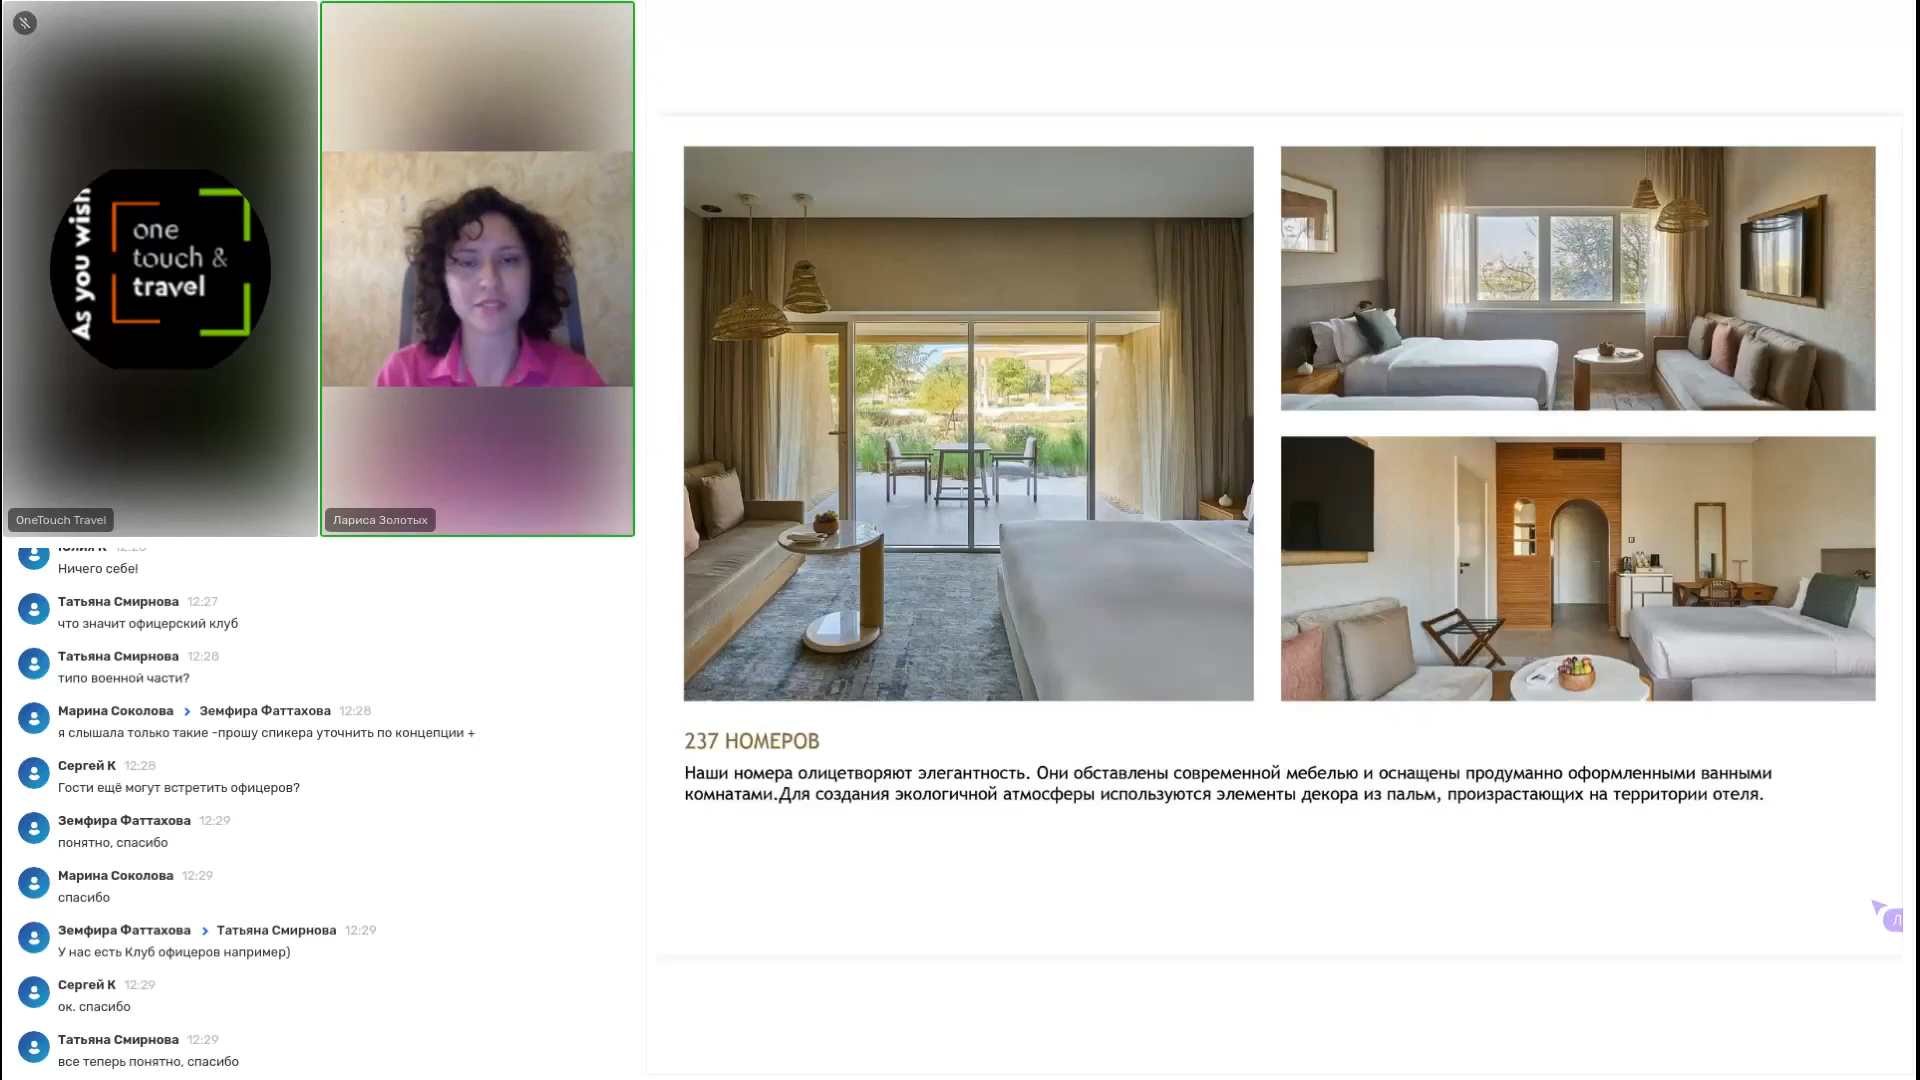 As you wish
one
touch &
travel
OneTouch Travel
Лариса Золотых
Ничего себе!
Татьяна Смирнова 12:27
что значит офицерский клуб
Татьяна Смирнова 12:28
типо военной части?
Марина Соколова > Земфира Фаттахова 12:28
я слышала только такие -прошу спикера уточнить по концепции +
Сергей К 12:28
Гости ещё могут встретить офицеров?
Земфира Фаттахова 12:29
понятно, спасибо
Марина Соколова 12:29
спасибо
Земфира Фаттахова > Татьяна Смирнова 12:29
У нас есть Клуб офицеров например)
Сергей К 12:29
ок. спасибо
Татьяна Смирнова 12:29
все теперь понятно, спасибо
237 НОМЕРОВ
Наши номера олицетворяют элегантность. Они обставлены современной мебелью и оснащены продуманно оформленными ванными
комнатами.Для создания экологичной атмосферы используются элементы декора из пальм, произрастающих на территории отеля.
Л